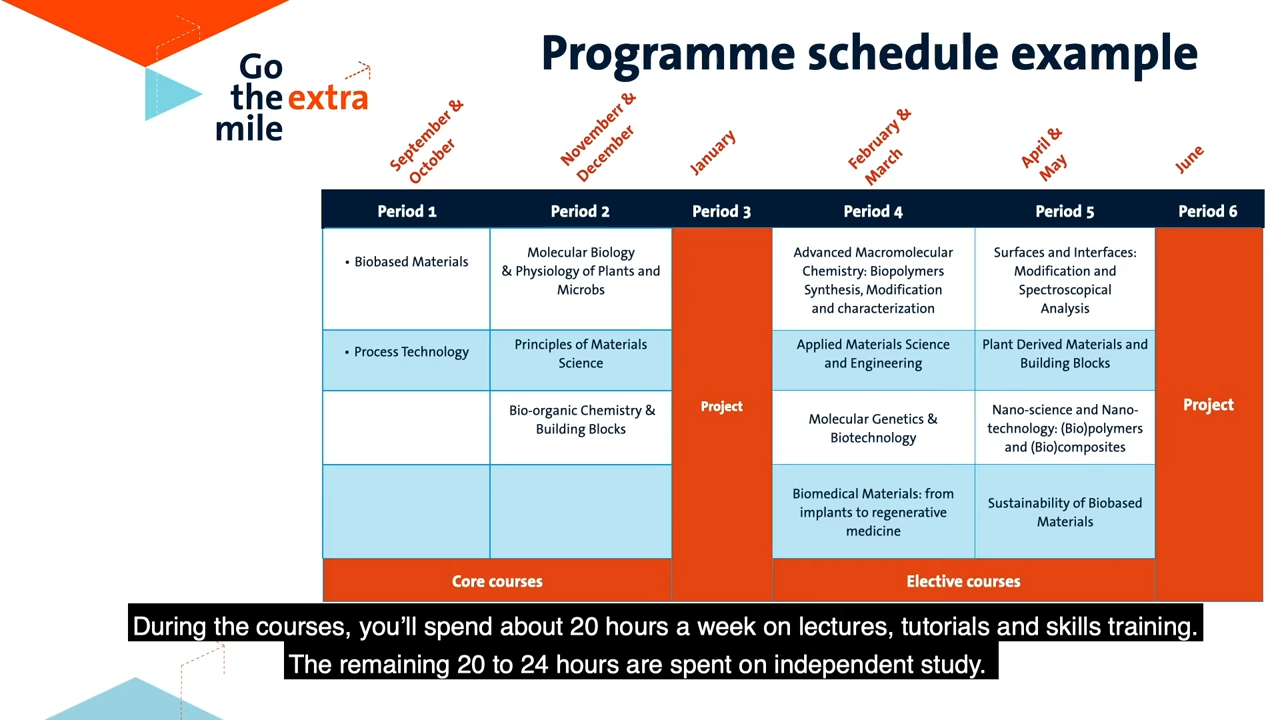 Programme schedule example
Go
the extra
mile
September &
October
Novemberr &
December
January
February &
March
April &
May
June
Period 1
Period 2
Period 3
Period 4
Period 5
Period 6
• Biobased Materials
Molecular Biology
& Physiology of Plants and
Microbs
Advanced Macromolecular
Chemistry: Biopolymers
Synthesis, Modification
and characterization
Surfaces and Interfaces:
Modification and
Spectroscopical
Analysis
• Process Technology
Principles of Materials
Science
Applied Materials Science
and Engineering
Plant Derived Materials and
Building Blocks
Bio-organic Chemistry &
Building Blocks
Project
Molecular Genetics &
Biotechnology
Nano-science and Nano-
technology: (Bio)polymers
and (Bio)composites
Project
Biomedical Materials: from
implants to regenerative
medicine
Sustainability of Biobased
Materials
Core courses
Elective courses
During the courses, you'll spend about 20 hours a week on lectures, tutorials and skills training.
The remaining 20 to 24 hours are spent on independent study.